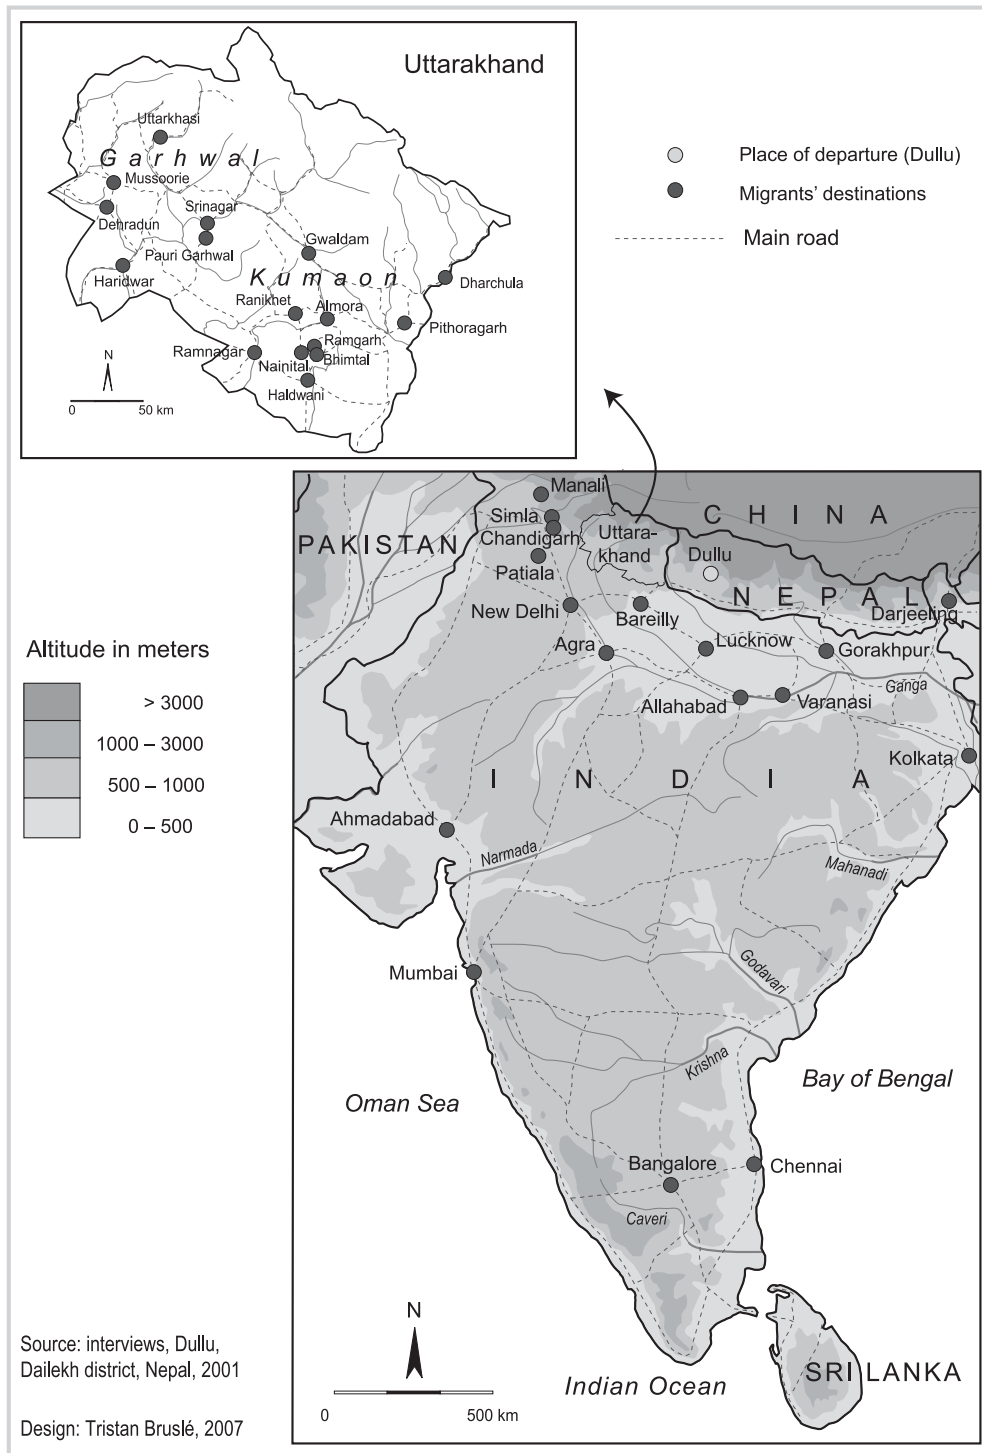 Uttarakhand
Uttarkhasi
Garhwal
Mussoorie
Srinagar
Dehradun
Pauri Garhwal
Gwaldam
Haridwar
Kumaon
Dharchula
Ranikhet
Almora
Pithoragarh
Ramgarh
Ramnagar
Nainital
Bhimtal
Haldwani
N
0 50 km
Place of departure (Dullu)
Migrants' destinations
Main road
Manali
CHINA
Simla
PAKISTAN
Chandigarh
Uttara-
khand
Dullu
Patiala
NEPAL
New Delhi
Bareilly
Darjeeling
Agra
Lucknow
Gorakhpur
Ganga
Allahabad
Varanasi
Kolkata
INDIA
Ahmadabad
Narmada
Mahanadi
Mumbai
Godavari
Krishna
Bay of Bengal
Oman Sea
Bangalore
Chennai
Caveri
N
0 500 km
Indian Ocean
SRI LANKA
Altitude in meters
> 3000
1000 – 3000
500 – 1000
0 – 500
Source: interviews, Dullu,
Dailekh district, Nepal, 2001
Design: Tristan Bruslé, 2007